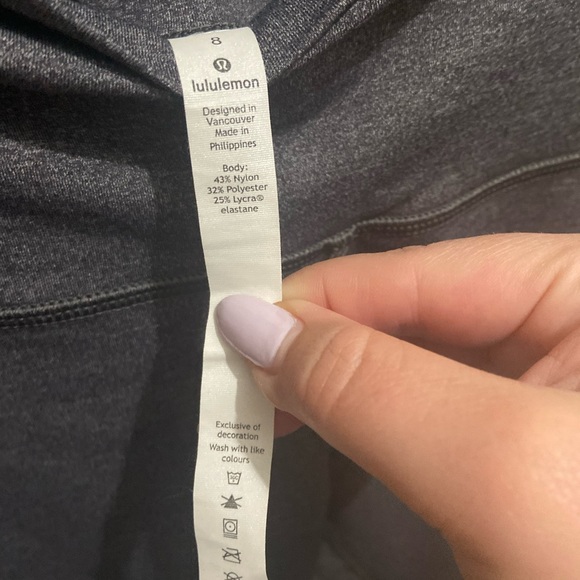 8
lululemon
Designed in
Vancouver
Made in
Philippines
Body:
43% Nylon
32% Polyester
25% Lycra®
elastane
Exclusive of
decoration
Wash with like
colours